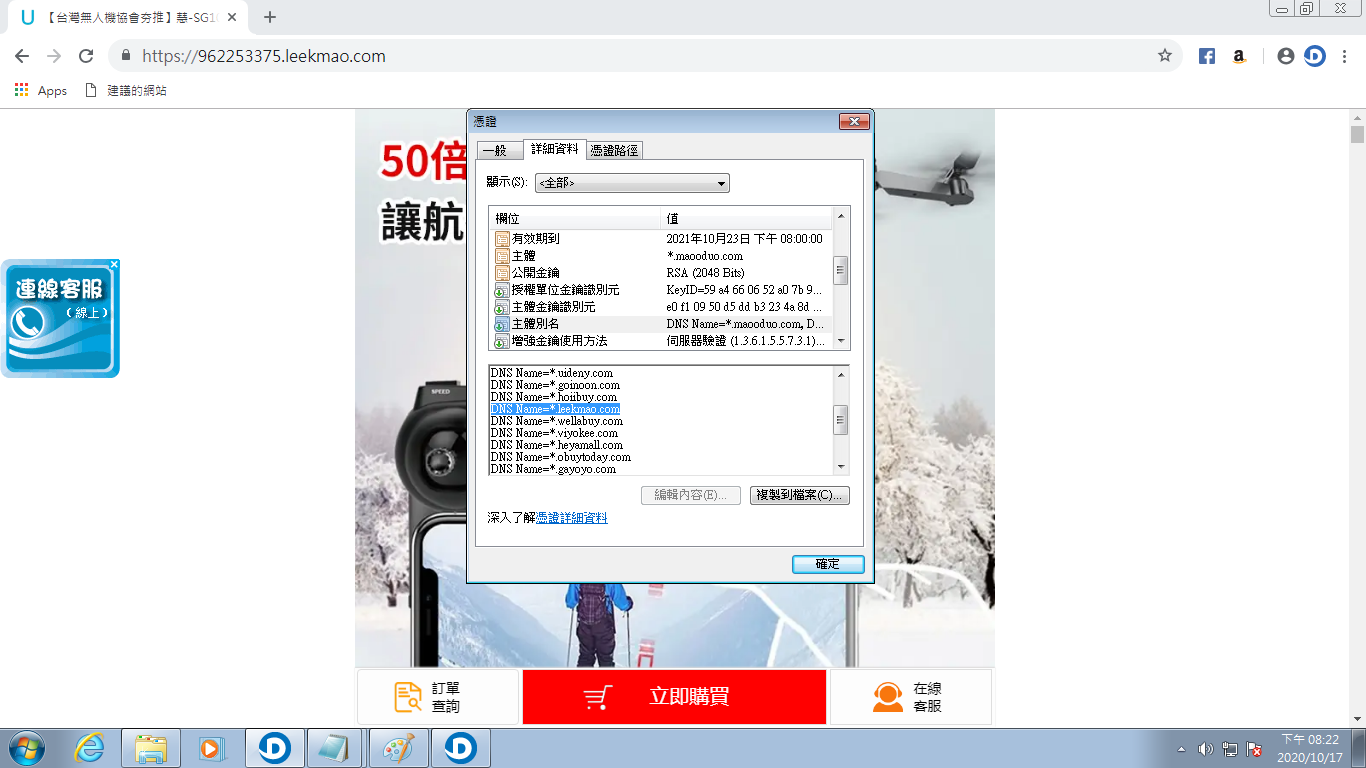 【台灣無人機協會夯推】慧-SG1
https://962253375.leekmao.com
Apps
建議的網站
50倍
讓航
連線客服
（線上）
SPEED
憑證
一般
詳細資料
憑證路徑
顯示(S):
<全部>
欄位 值
有效期到 2021年10月23日 下午 08:00:00
主體 *.maooduo.com
公開金鑰 RSA (2048 Bits)
授權單位金鑰識別元 KeyID=59 a4 66 06 52 a0 7b 9...
主體金鑰識別元 e0 f1 09 50 d5 dd b3 23 4a 8d ...
主體別名 DNS Name=*.maooduo.com, D...
增強金鑰使用方法 伺服器驗證 (1.3.6.1.5.5.7.3.1)...
DNS Name=*.uideny.com
DNS Name=*.goimoon.com
DNS Name=*.hoiibuy.com
DNS Name=*.leekmao.com
DNS Name=*.wellabuy.com
DNS Name=*.viyokee.com
DNS Name=*.heyamall.com
DNS Name=*.obuytoday.com
DNS Name=*.gayoyo.com
編輯內容(E)...
複製到檔案(C)...
深入了解憑證詳細資料
確定
訂單
查詢
立即購買
在線
客服
下午 08:22
2020/10/17